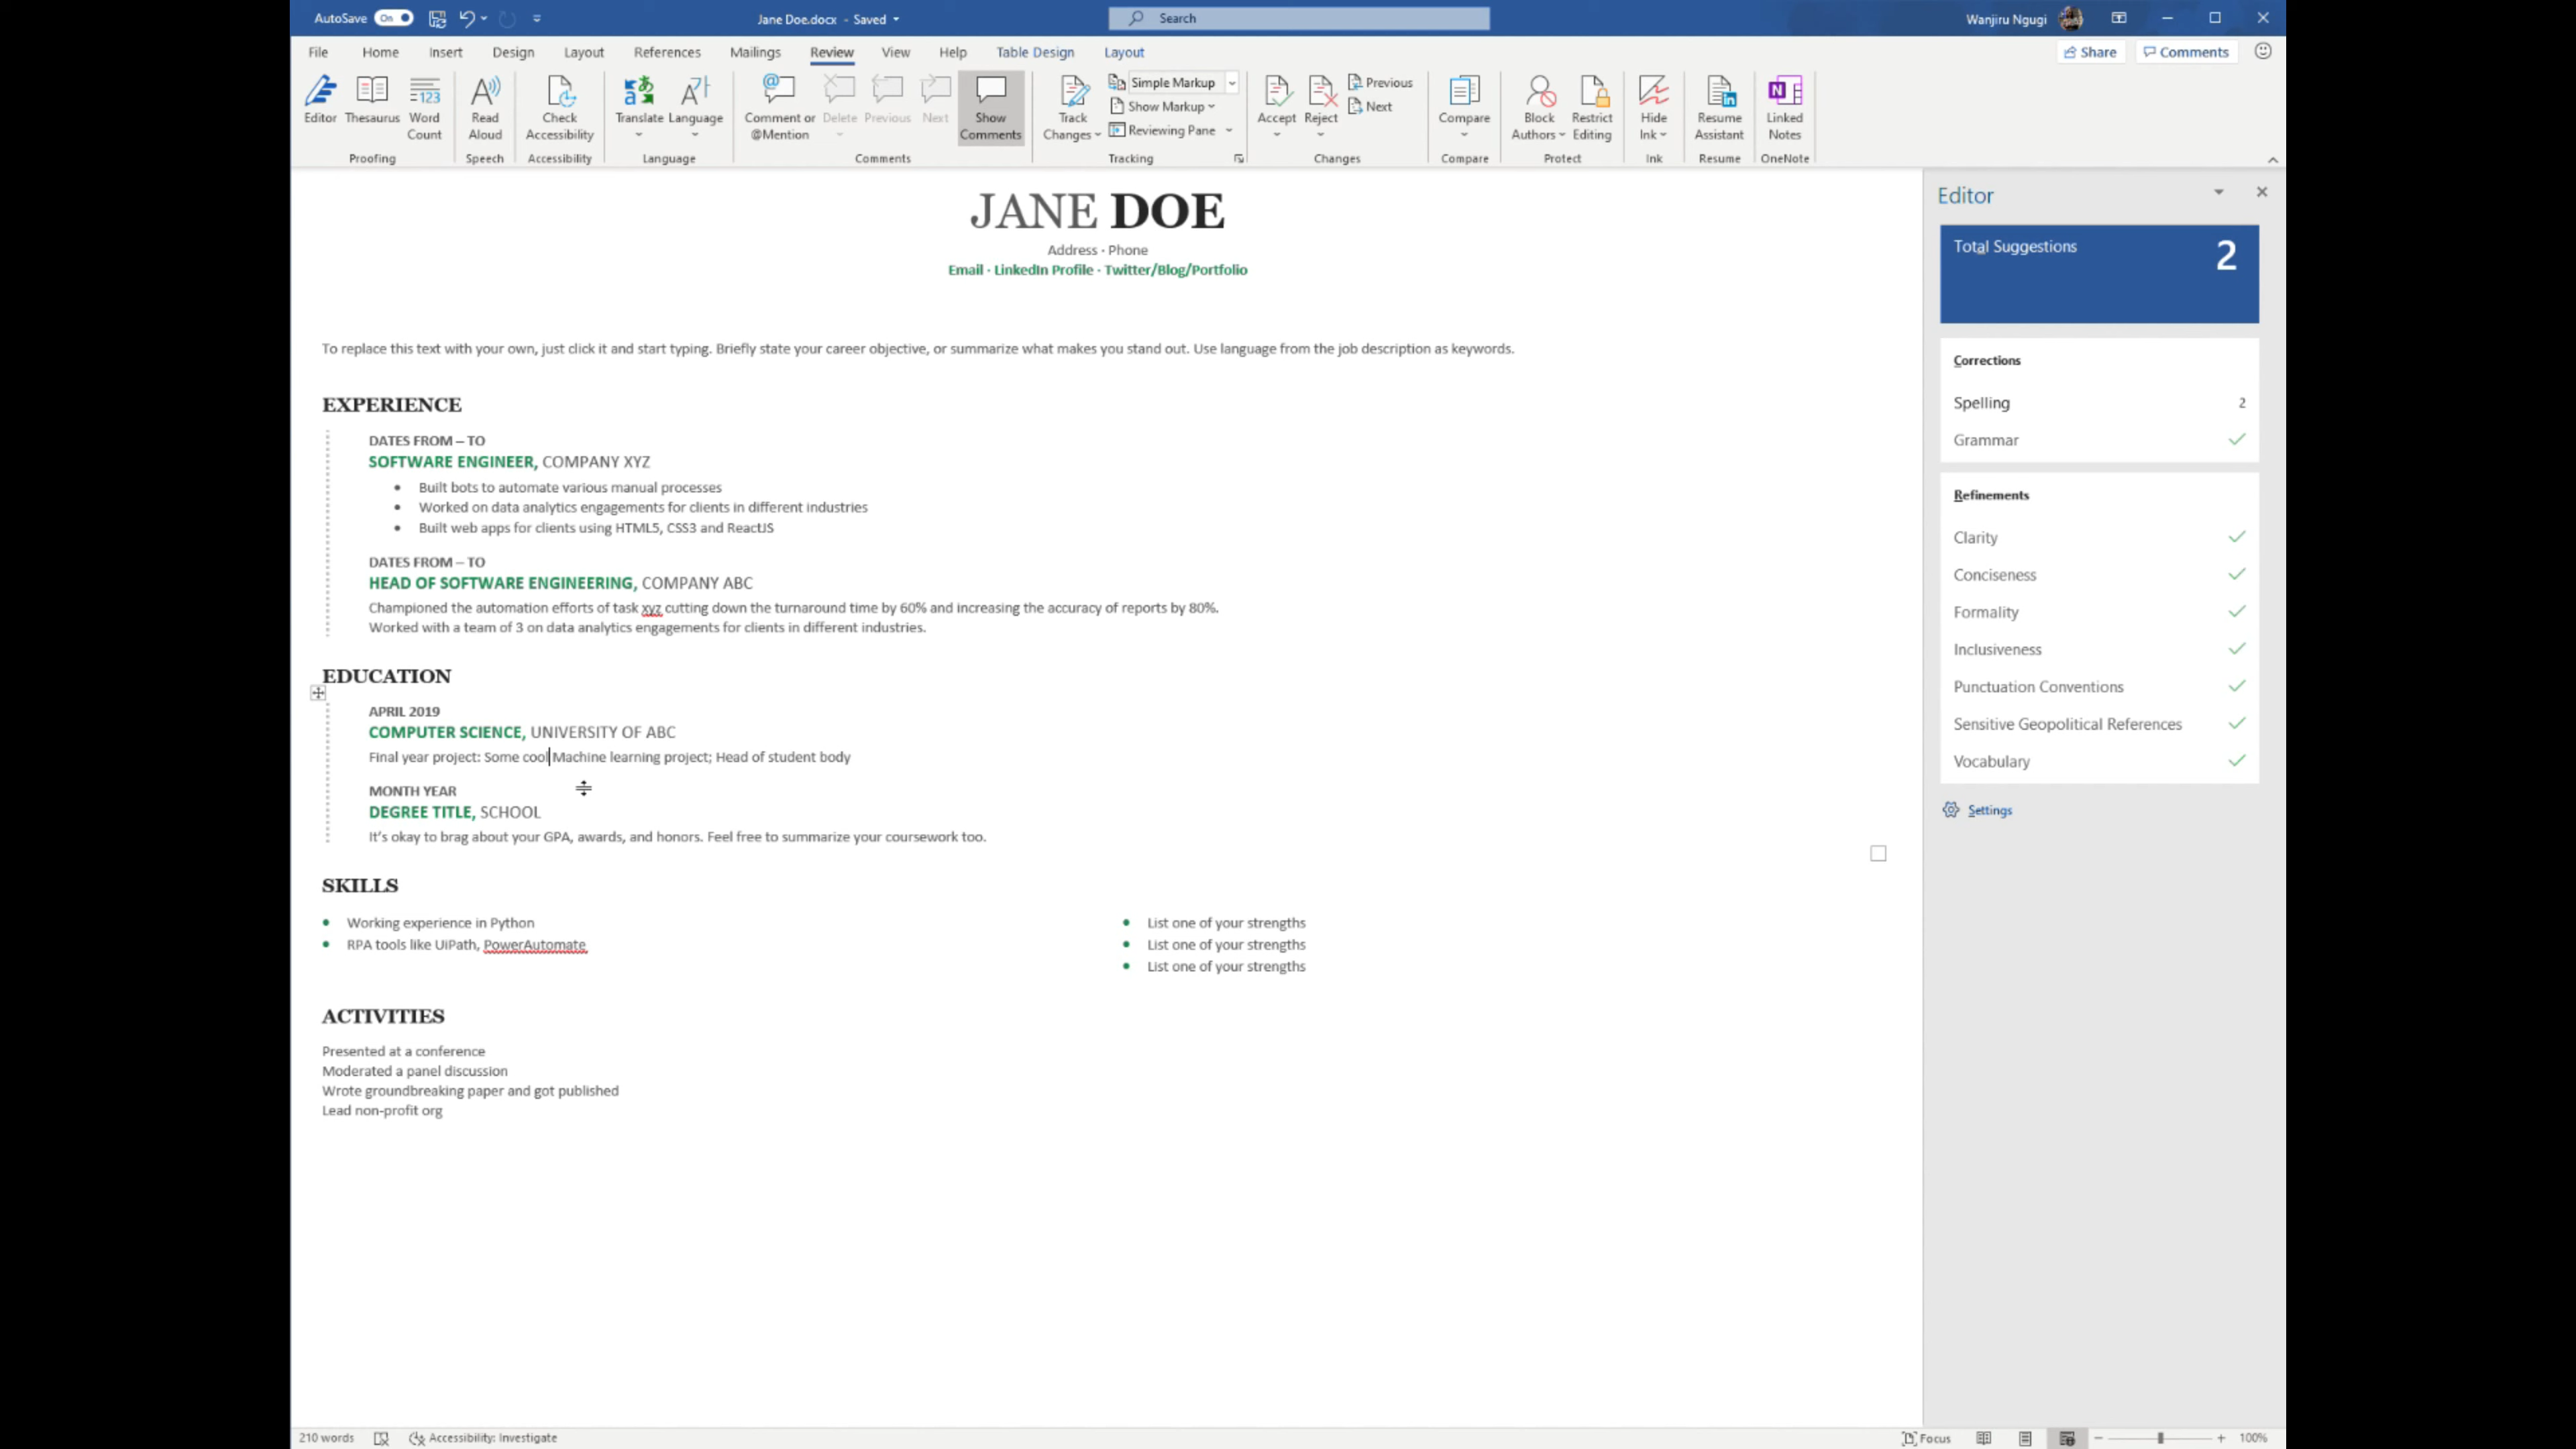 AutoSave On Jane Doe.docx - Saved Search Wanjiru Ngugi
File Home Insert Design Layout References Mailings Review View Help Table Design Layout Share Comments
Editor Thesaurus Word Count Read Aloud Check Accessibility Translate Language Comment or @Mention Delete Previous Next Show Comments Track Changes Simple Markup Show Markup Reviewing Pane Accept Reject Previous Next Compare Block Authors Restrict Editing Hide Ink Resume Assistant Linked Notes
Proofing Speech Accessibility Language Comments Tracking Changes Compare Protect Ink Resume OneNote
JANE DOE
Address · Phone
Email · LinkedIn Profile · Twitter/Blog/Portfolio
To replace this text with your own, just click it and start typing. Briefly state your career objective, or summarize what makes you stand out. Use language from the job description as keywords.
EXPERIENCE
DATES FROM – TO
SOFTWARE ENGINEER, COMPANY XYZ
• Built bots to automate various manual processes
• Worked on data analytics engagements for clients in different industries
• Built web apps for clients using HTML5, CSS3 and ReactJS
DATES FROM – TO
HEAD OF SOFTWARE ENGINEERING, COMPANY ABC
Championed the automation efforts of task xyz cutting down the turnaround time by 60% and increasing the accuracy of reports by 80%.
Worked with a team of 3 on data analytics engagements for clients in different industries.
EDUCATION
APRIL 2019
COMPUTER SCIENCE, UNIVERSITY OF ABC
Final year project: Some cool Machine learning project; Head of student body
MONTH YEAR
DEGREE TITLE, SCHOOL
It's okay to brag about your GPA, awards, and honors. Feel free to summarize your coursework too.
SKILLS
• Working experience in Python
• RPA tools like UiPath, PowerAutomate
• List one of your strengths
• List one of your strengths
• List one of your strengths
ACTIVITIES
Presented at a conference
Moderated a panel discussion
Wrote groundbreaking paper and got published
Lead non-profit org
Editor
Total Suggestions 2
Corrections
Spelling 2
Grammar
Refinements
Clarity
Conciseness
Formality
Inclusiveness
Punctuation Conventions
Sensitive Geopolitical References
Vocabulary
Settings
210 words Accessibility: Investigate Focus 100%